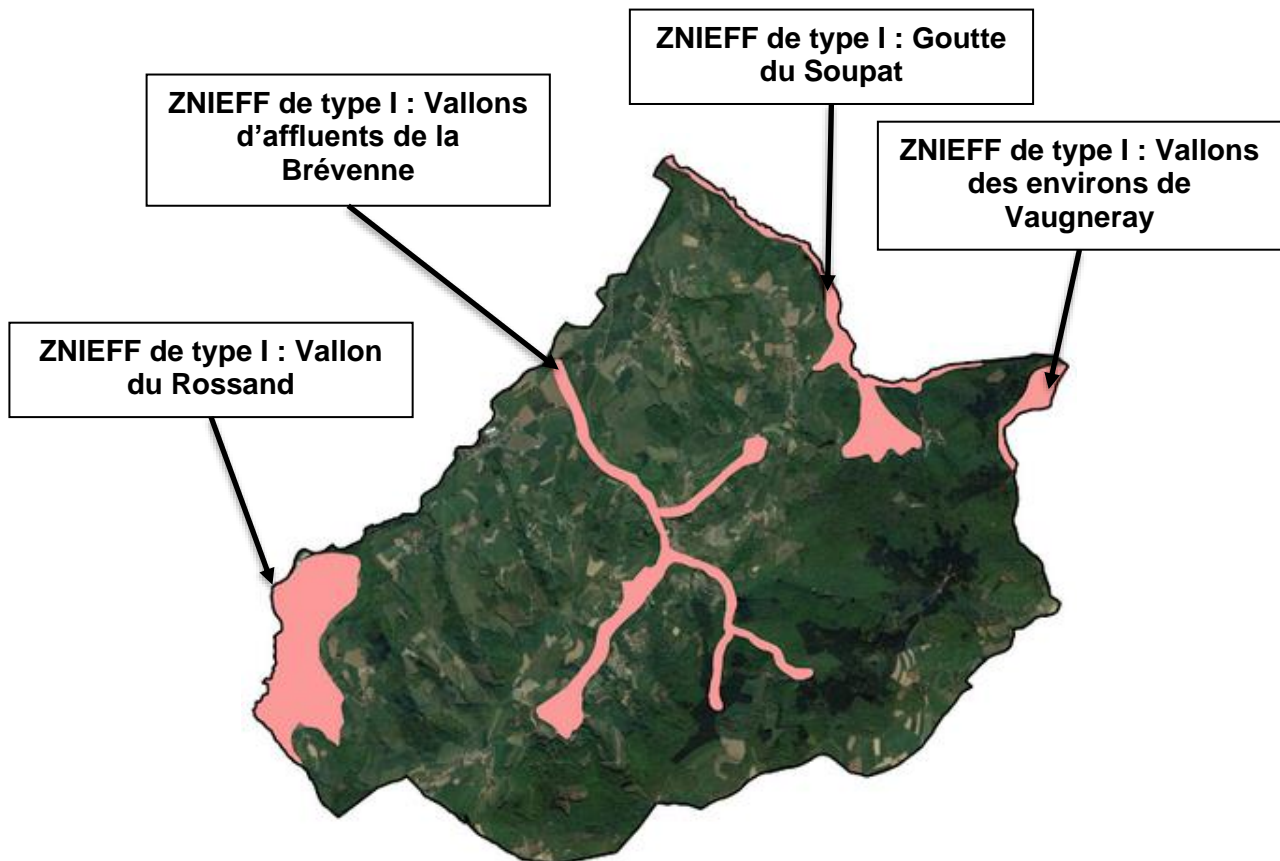 ZNIEFF de type I : Goutte
du Soupat
ZNIEFF de type I : Vallons
d’affluents de la
Brévenne
ZNIEFF de type I : Vallons
des environs de
Vaugneray
ZNIEFF de type I : Vallon
du Rossand